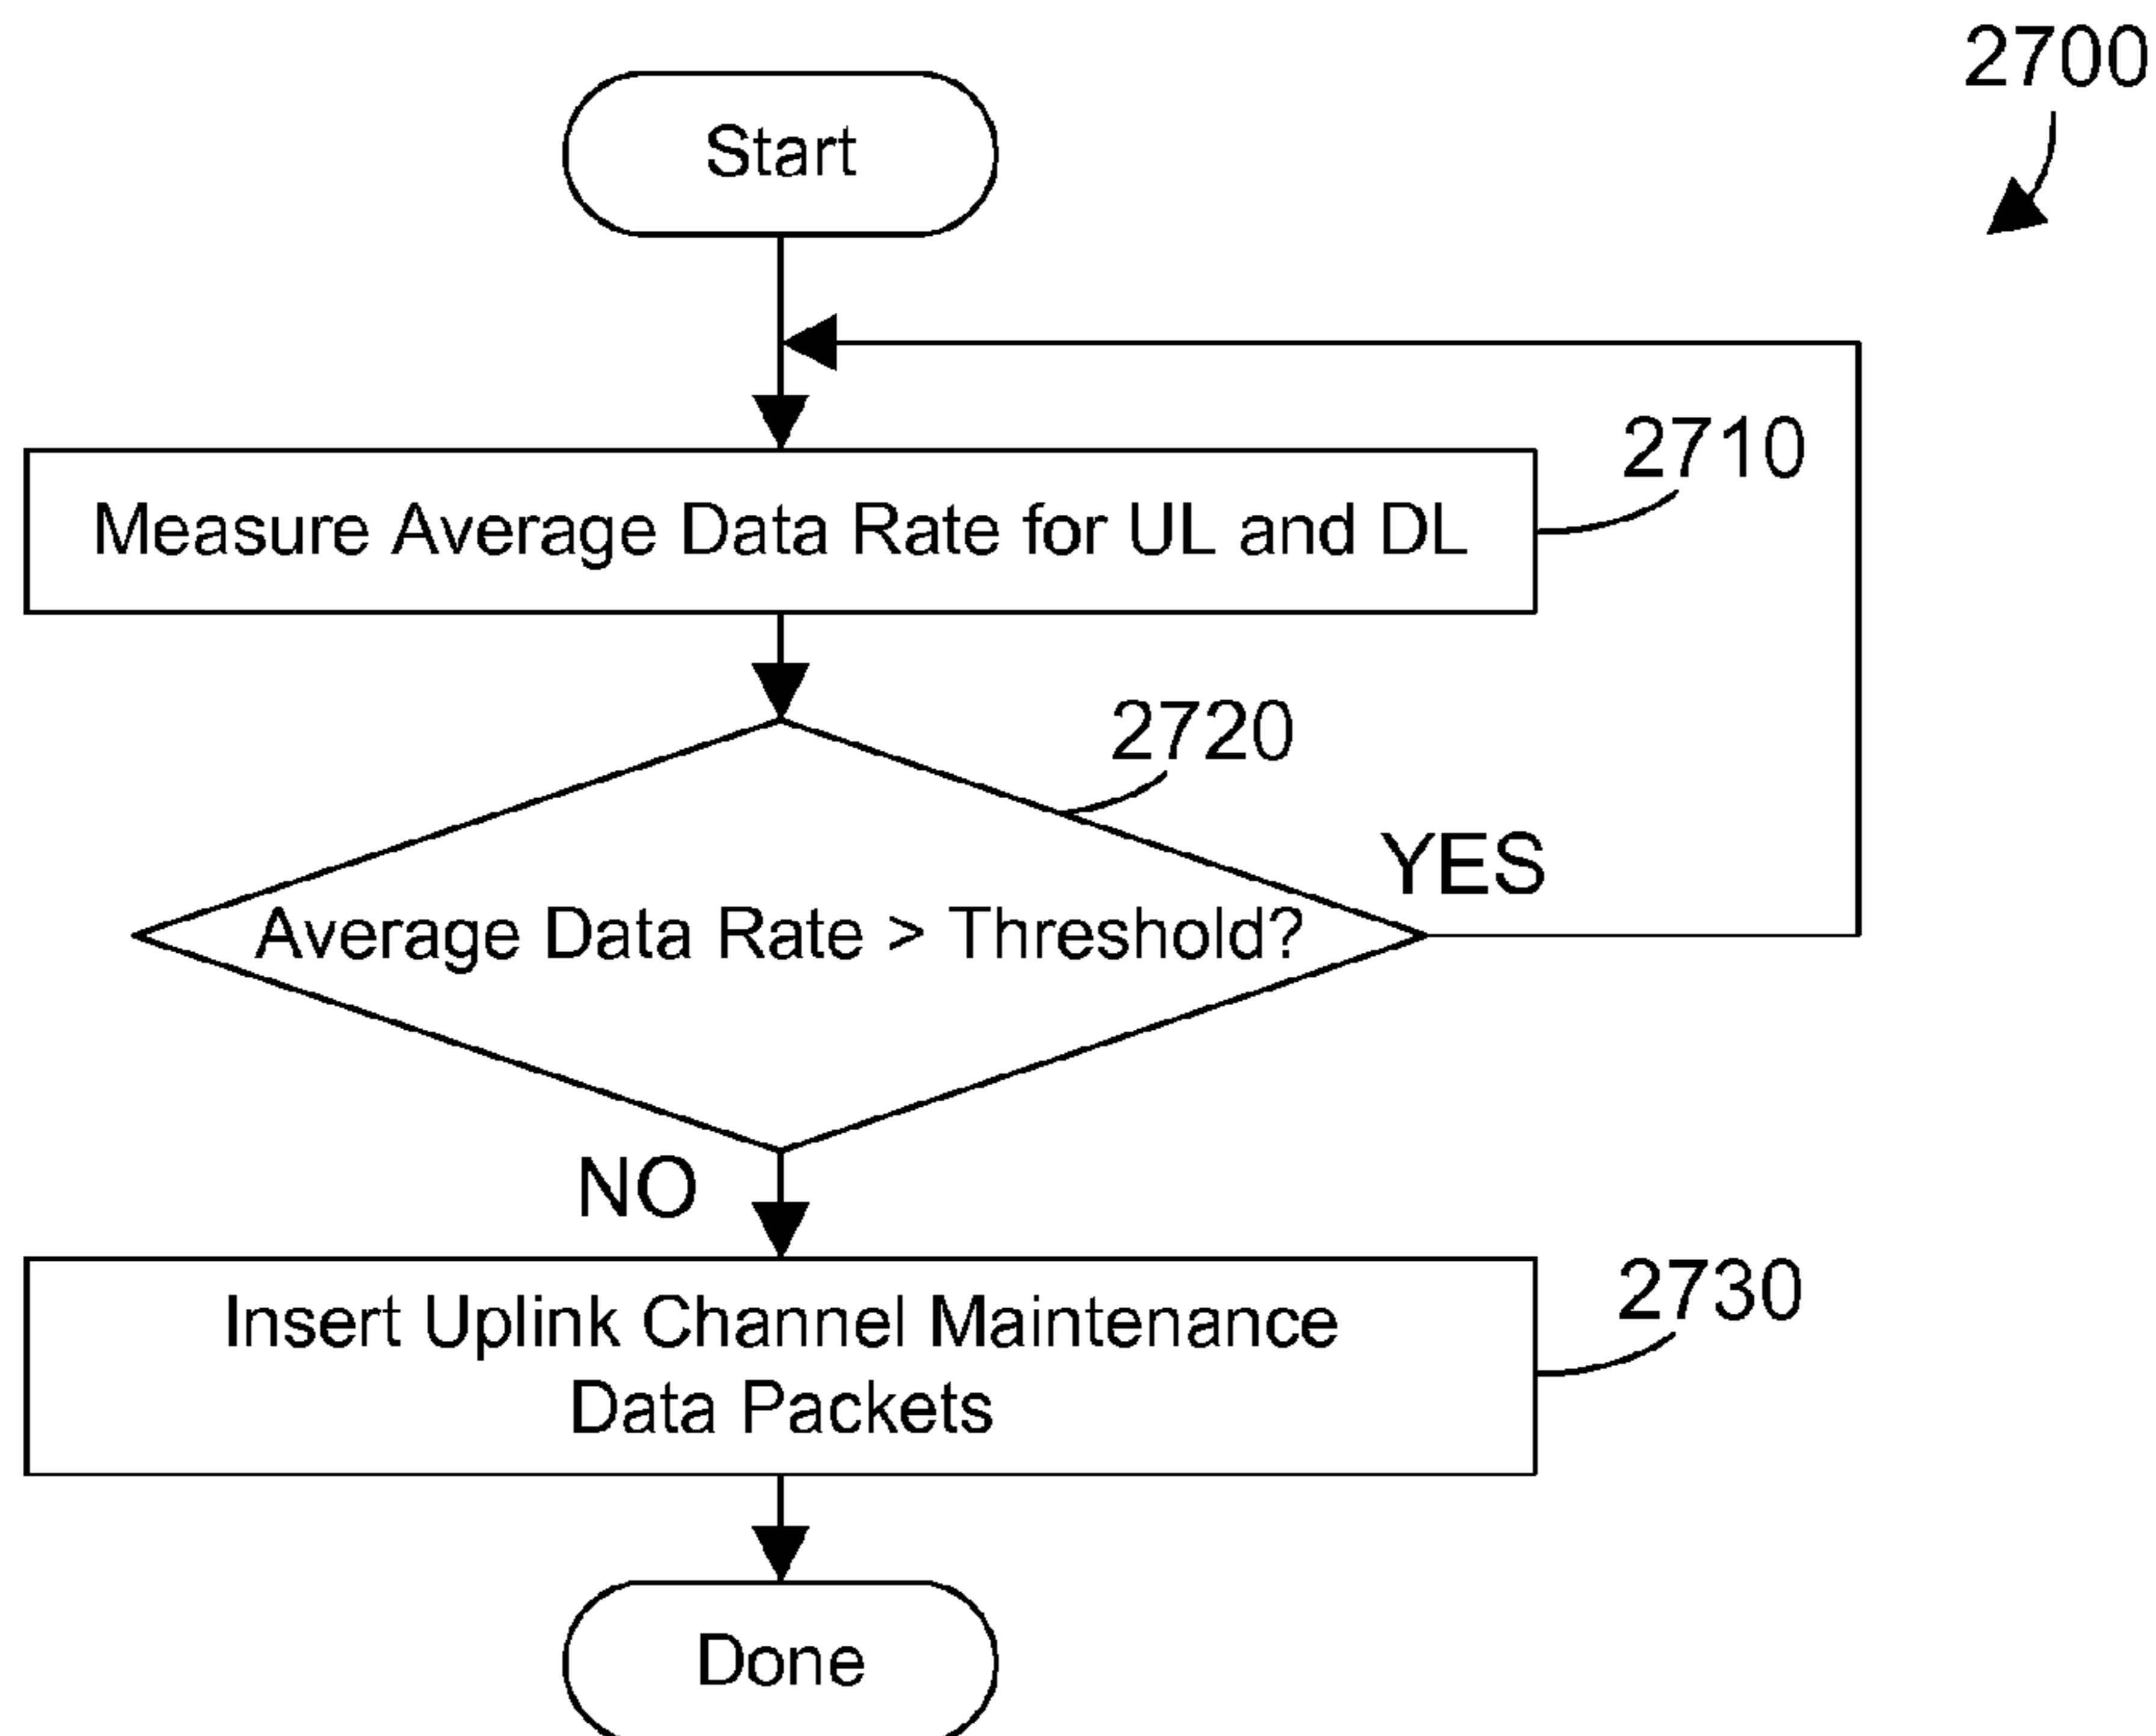 2700
Start
2710
Measure Average Data Rate for UL and DL
2720
YES
Average Data Rate > Threshold?
NO
2730
Insert Uplink Channel Maintenance
Data Packets
Done